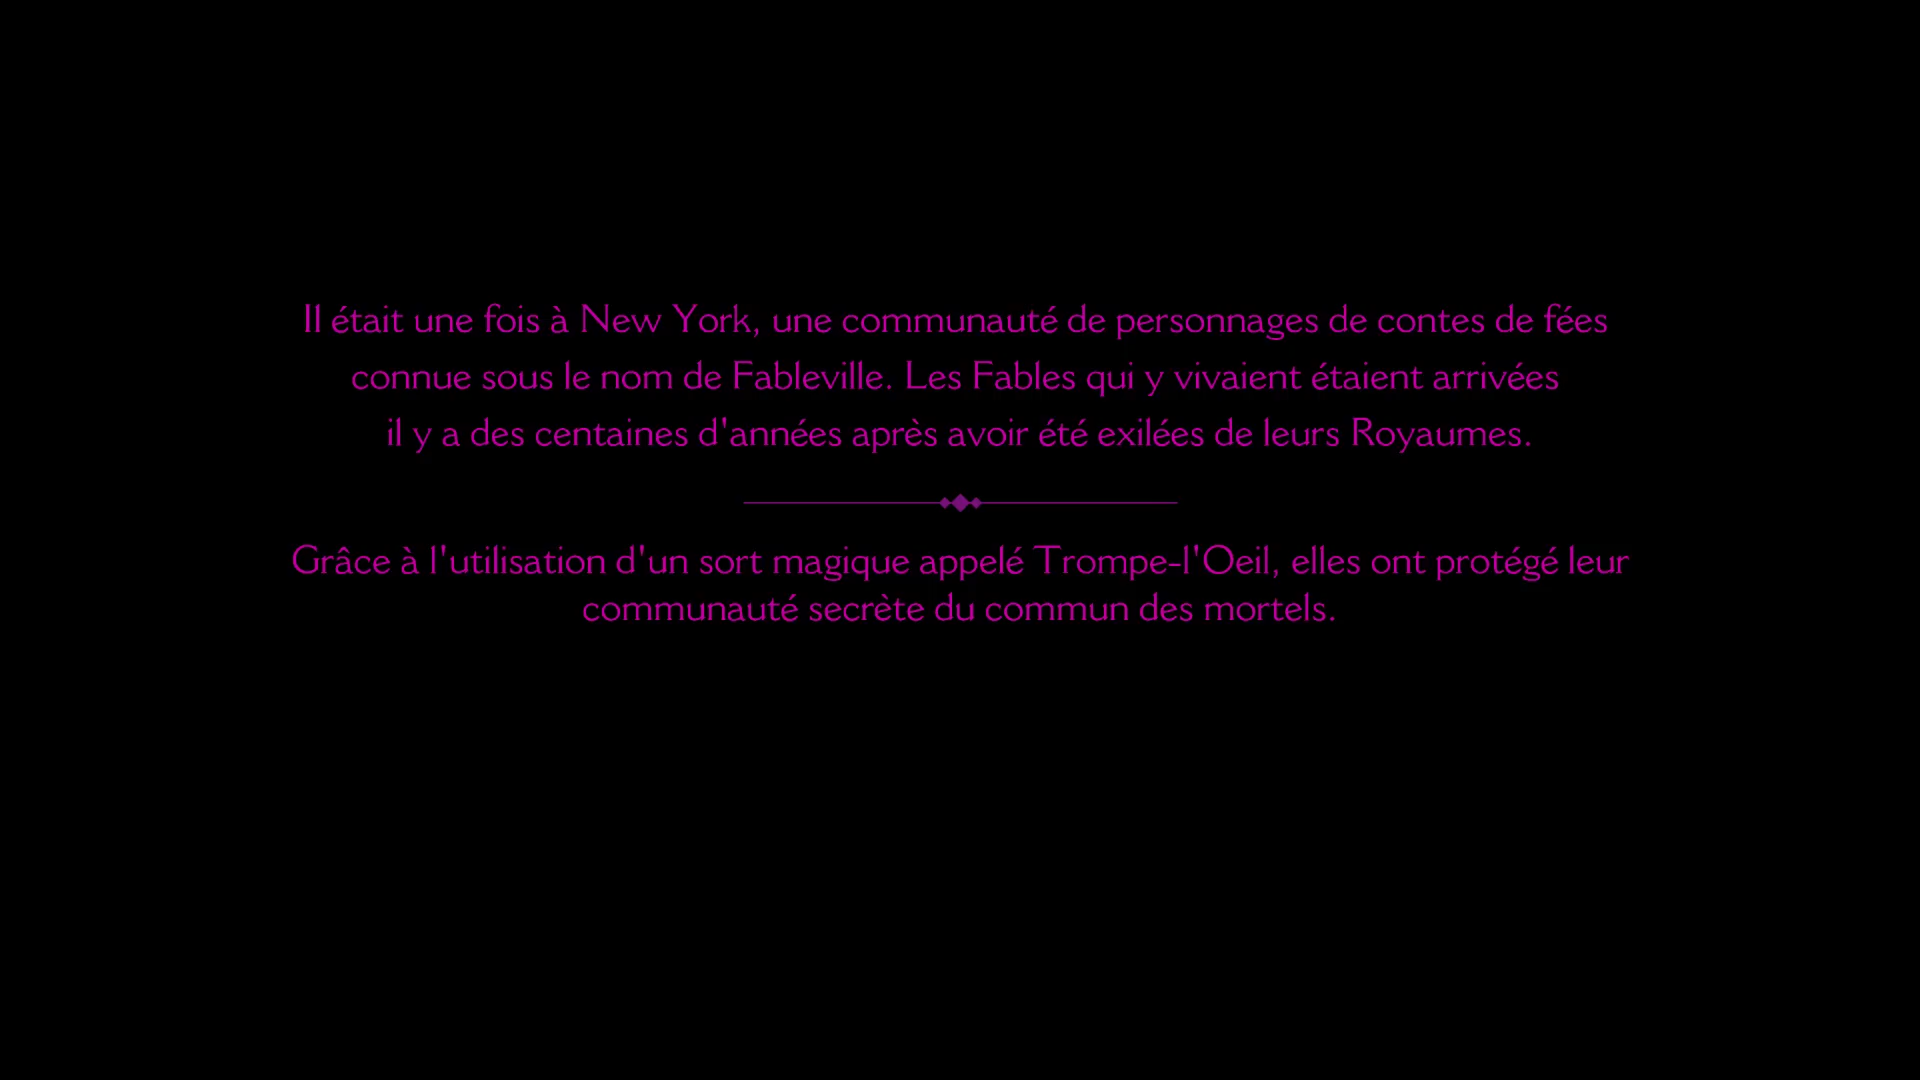 Il était une fois à New York, une communauté de personnages de contes de fées
connue sous le nom de Fableville. Les Fables qui y vivaient étaient arrivées
il y a des centaines d'années après avoir été exilées de leurs Royaumes.
Grâce à l'utilisation d'un sort magique appelé Trompe-l'Oeil, elles ont protégé leur
communauté secrète du commun des mortels.